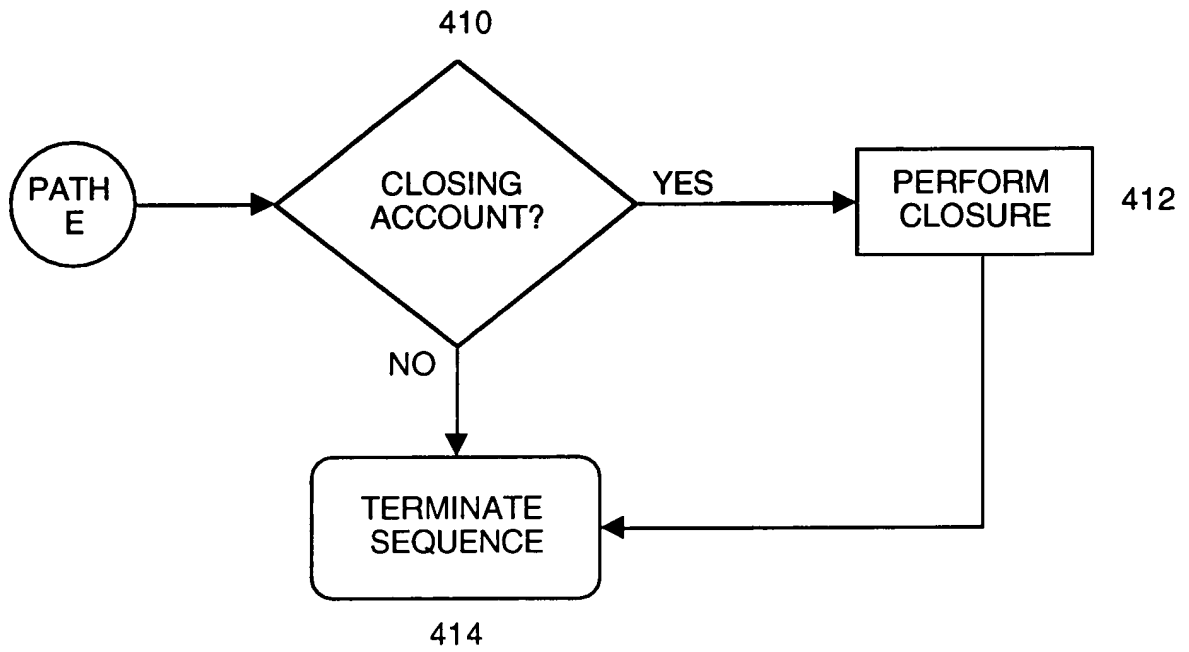 410
PATH
E
CLOSING
ACCOUNT?
YES
PERFORM
CLOSURE
412
NO
TERMINATE
SEQUENCE
414